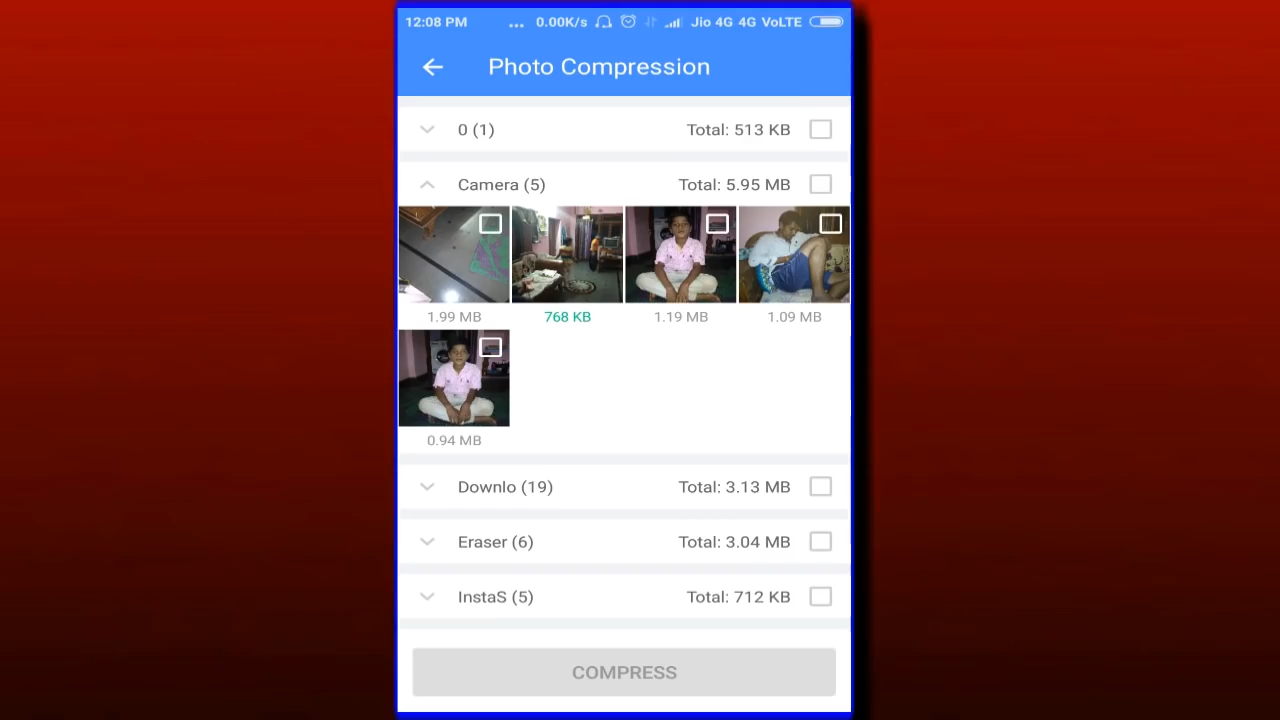 12:08 PM ... 0.00K/s Jio 4G 4G VoLTE
Photo Compression
0 (1) Total: 513 KB
Camera (5) Total: 5.95 MB
1.99 MB 768 KB 1.19 MB 1.09 MB
0.94 MB
Downlo (19) Total: 3.13 MB
Eraser (6) Total: 3.04 MB
InstaS (5) Total: 712 KB
COMPRESS